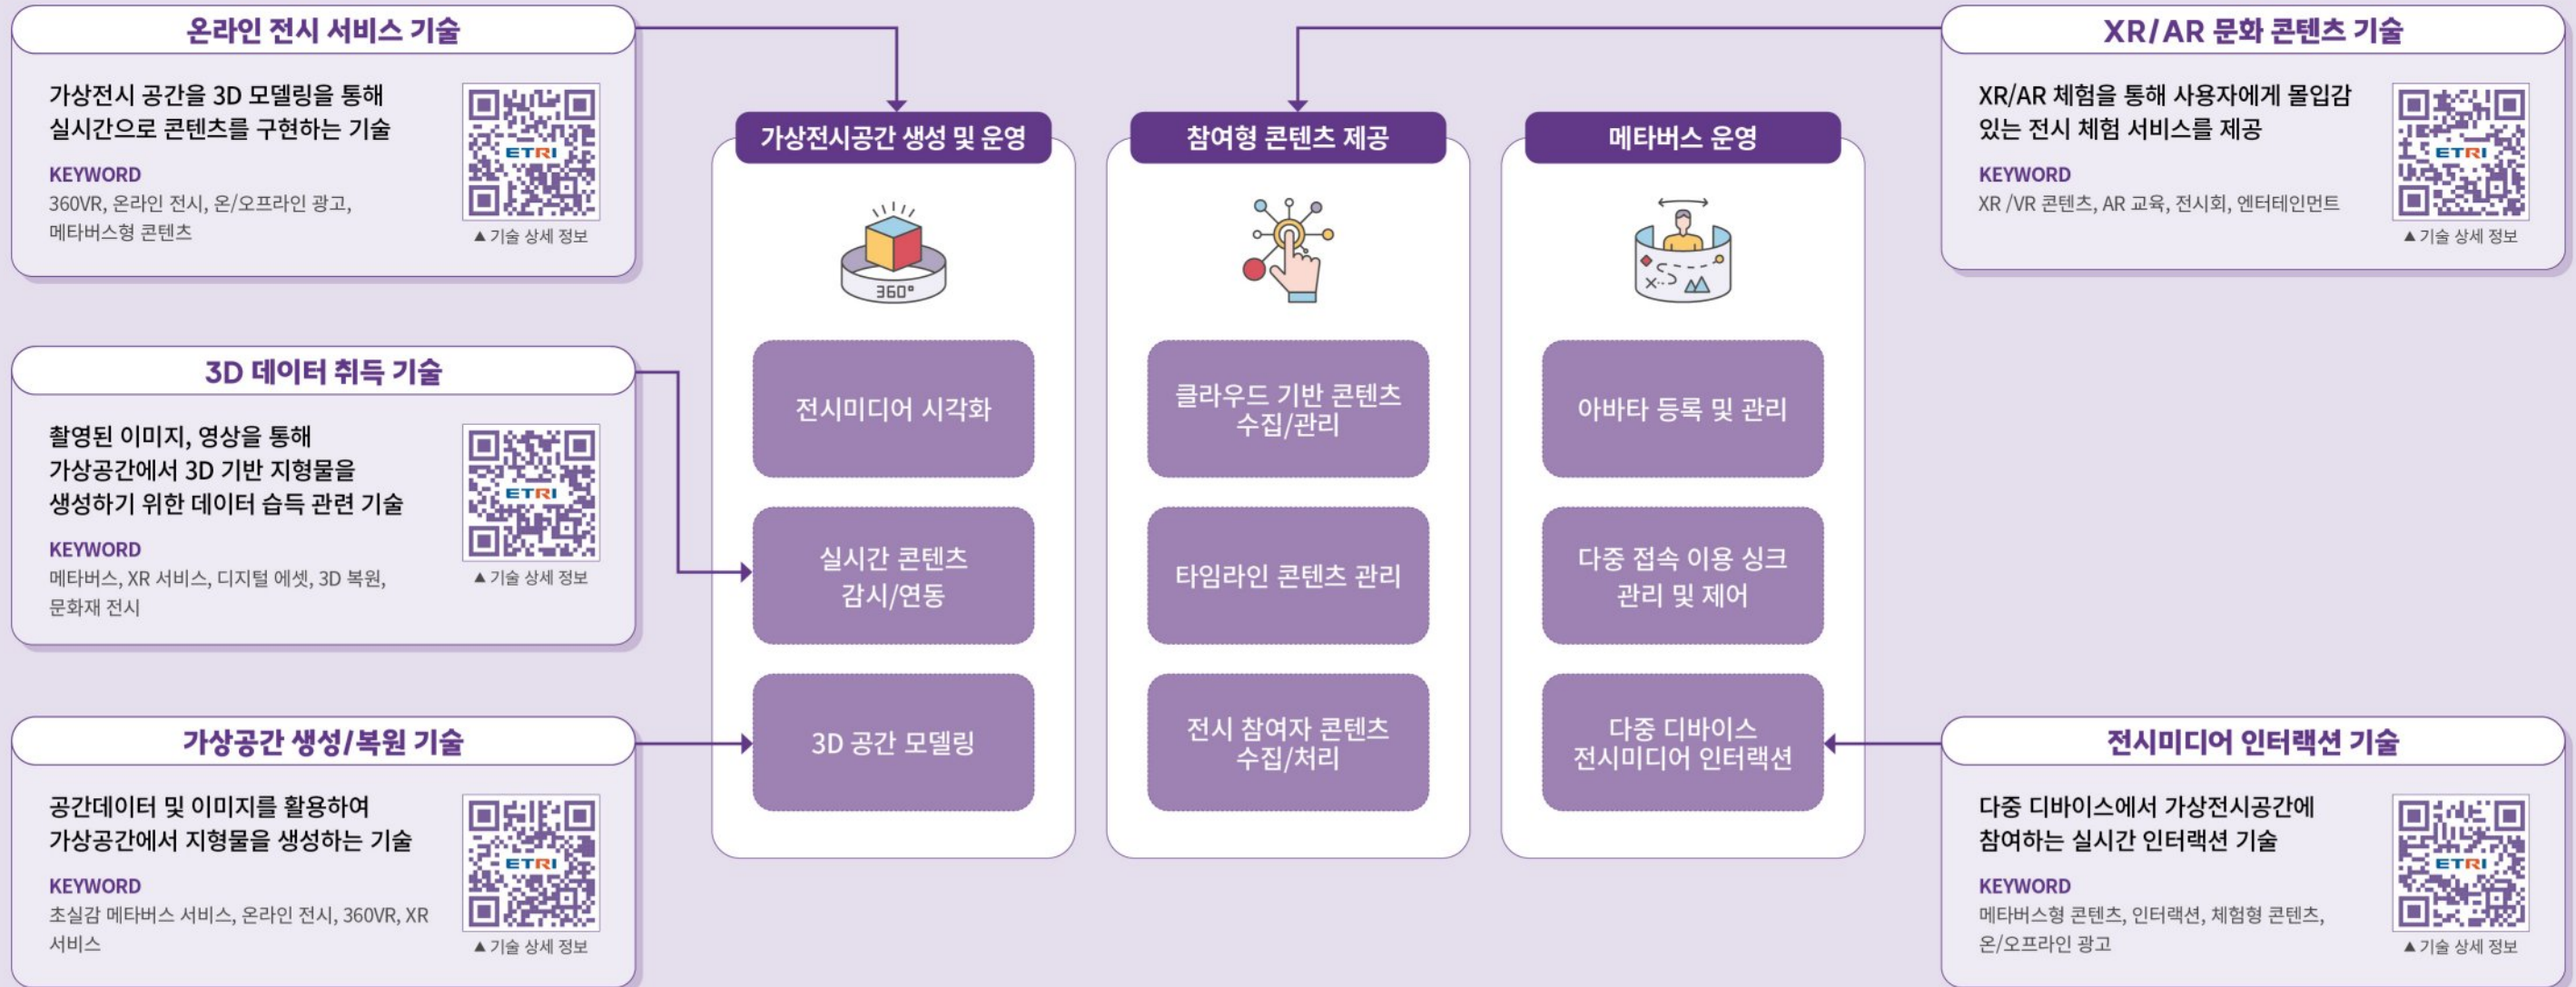 온라인 전시 서비스 기술
가상전시 공간을 3D 모델링을 통해
실시간으로 콘텐츠를 구현하는 기술
KEYWORD
360VR, 온라인 전시, 온/오프라인 광고,
메타버스형 콘텐츠
ETRI
▲ 기술 상세 정보
3D 데이터 취득 기술
촬영된 이미지, 영상을 통해
가상공간에서 3D 기반 지형물을
생성하기 위한 데이터 습득 관련 기술
KEYWORD
메타버스, XR 서비스, 디지털 에셋, 3D 복원,
문화재 전시
ETRI
▲ 기술 상세 정보
가상공간 생성/복원 기술
공간데이터 및 이미지를 활용하여
가상공간에서 지형물을 생성하는 기술
KEYWORD
초실감 메타버스 서비스, 온라인 전시, 360VR, XR
서비스
ETRI
▲ 기술 상세 정보
가상전시공간 생성 및 운영
360°
전시미디어 시각화
실시간 콘텐츠
감시/연동
3D 공간 모델링
참여형 콘텐츠 제공
클라우드 기반 콘텐츠
수집/관리
타임라인 콘텐츠 관리
전시 참여자 콘텐츠
수집/처리
메타버스 운영
아바타 등록 및 관리
다중 접속 이용 싱크
관리 및 제어
다중 디바이스
전시미디어 인터랙션
XR/AR 문화 콘텐츠 기술
XR/AR 체험을 통해 사용자에게 몰입감
있는 전시 체험 서비스를 제공
KEYWORD
XR /VR 콘텐츠, AR 교육, 전시회, 엔터테인먼트
ETRI
▲ 기술 상세 정보
전시미디어 인터랙션 기술
다중 디바이스에서 가상전시공간에
참여하는 실시간 인터랙션 기술
KEYWORD
메타버스형 콘텐츠, 인터랙션, 체험형 콘텐츠,
온/오프라인 광고
ETRI
▲ 기술 상세 정보